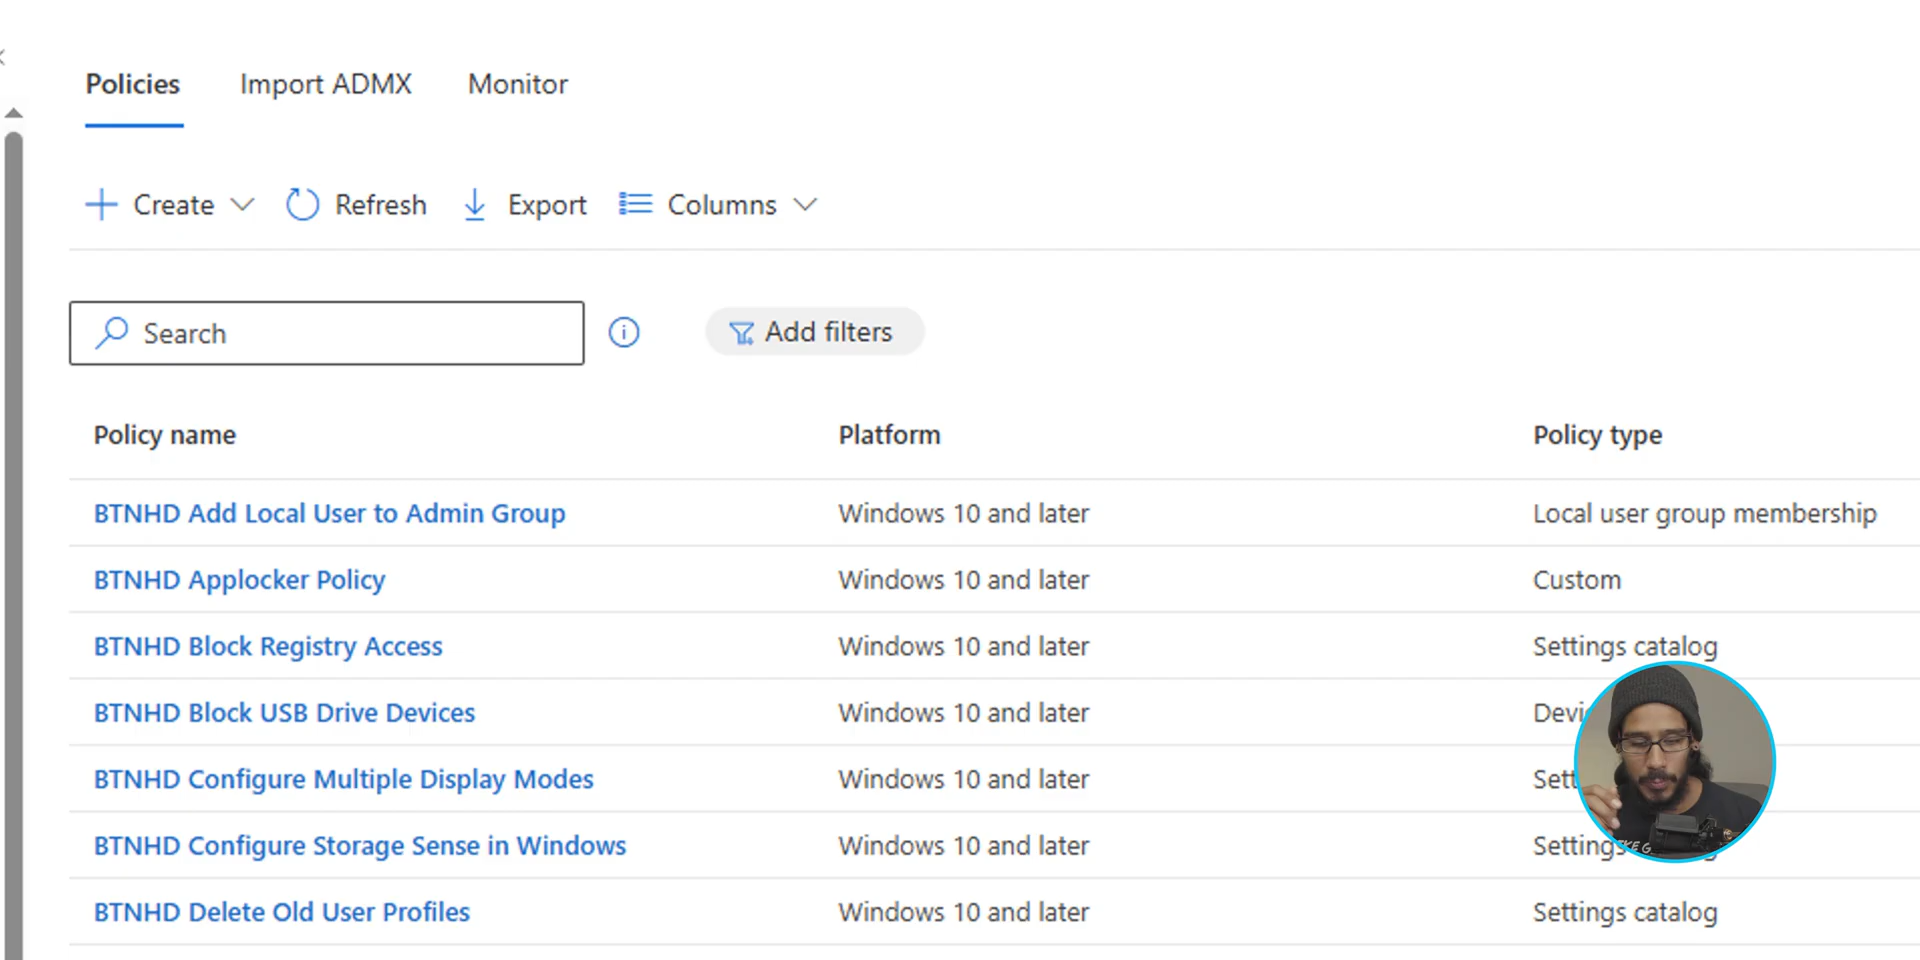 Policies Import ADMX Monitor
Create Refresh Export Columns
Search Add filters
Policy name Platform Policy type
BTNHD Add Local User to Admin Group Windows 10 and later Local user group membership
BTNHD Applocker Policy Windows 10 and later Custom
BTNHD Block Registry Access Windows 10 and later Settings catalog
BTNHD Block USB Drive Devices Windows 10 and later
BTNHD Configure Multiple Display Modes Windows 10 and later
BTNHD Configure Storage Sense in Windows Windows 10 and later
BTNHD Delete Old User Profiles Windows 10 and later Settings catalog